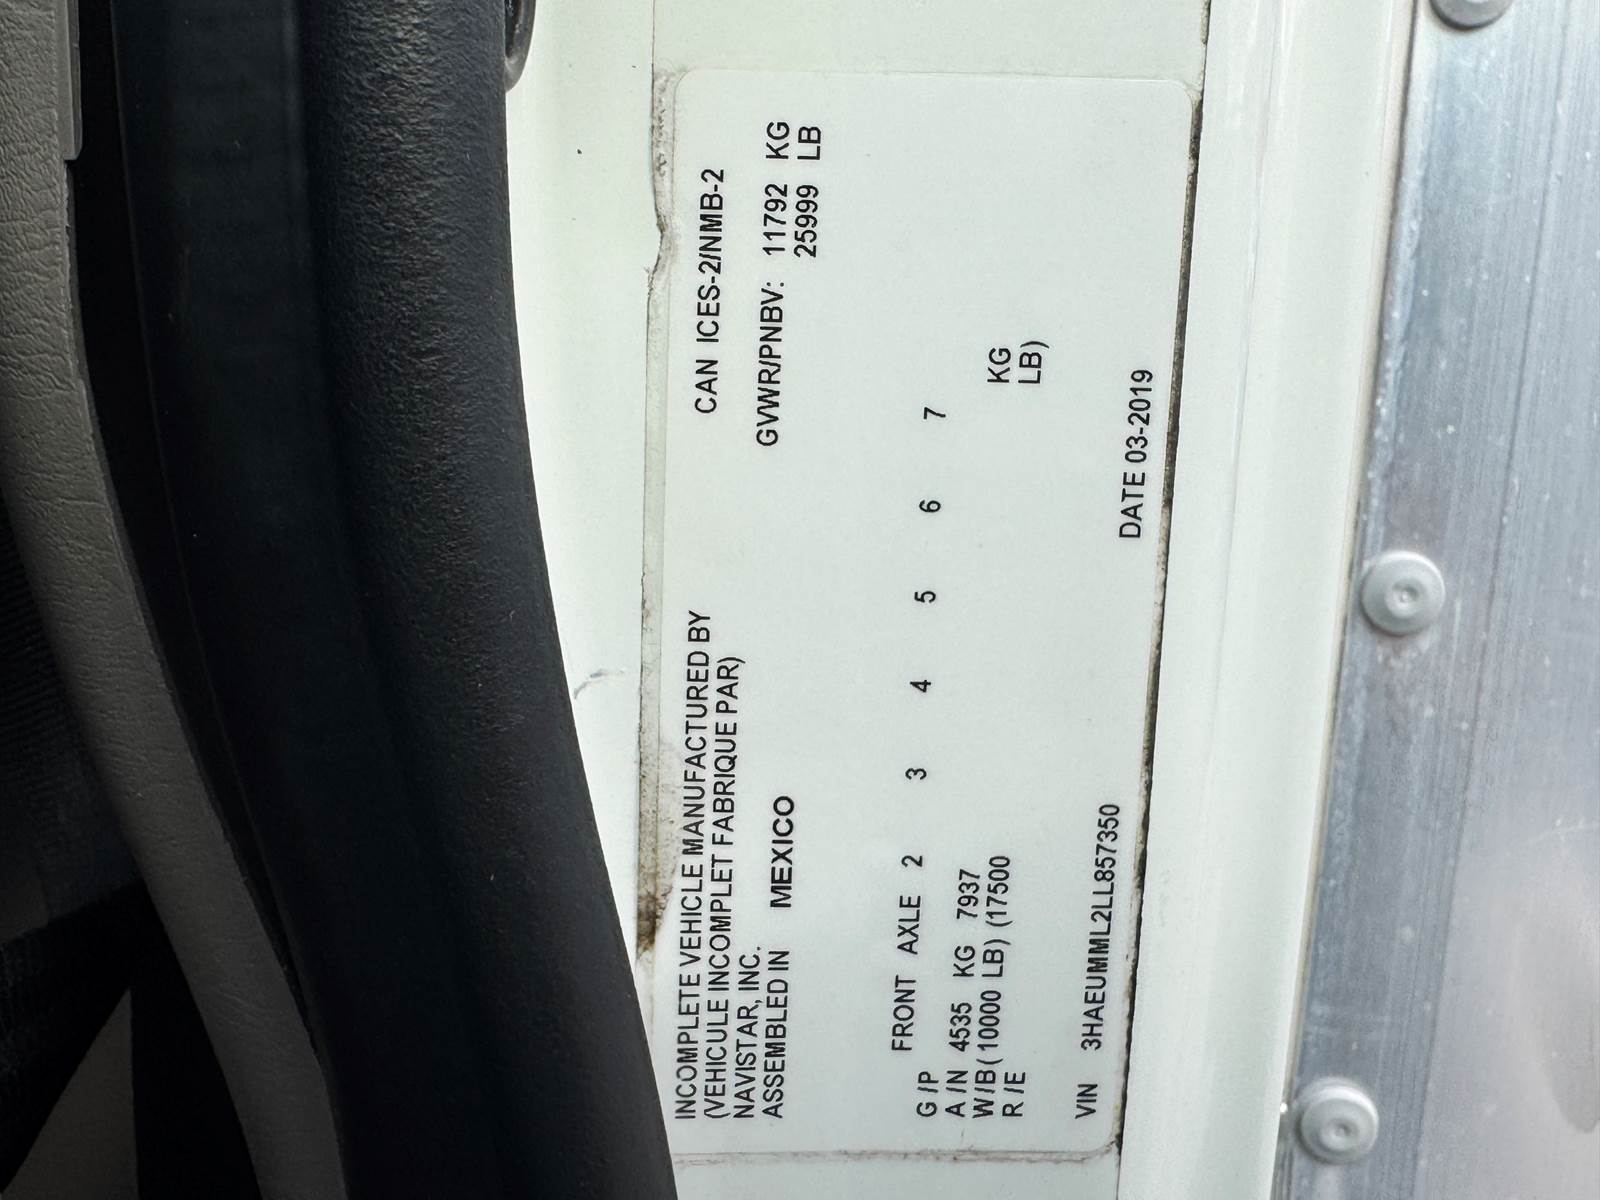 INCOMPLETE VEHICLE MANUFACTURED BY
(VEHICULE INCOMPLET FABRIQUE PAR)
NAVISTAR, INC.
ASSEMBLED IN MEXICO
CAN ICES-2/NMB-2
GVWR/PNBV: 11792 KG
25999 LB
FRONT AXLE 2 3 4 5 6 7
G/P
A/N 4535 KG 7937 KG
W/B (10000 LB) (17500 LB)
R/E
VIN 3HAEUMML2LL857350 DATE 03-2019